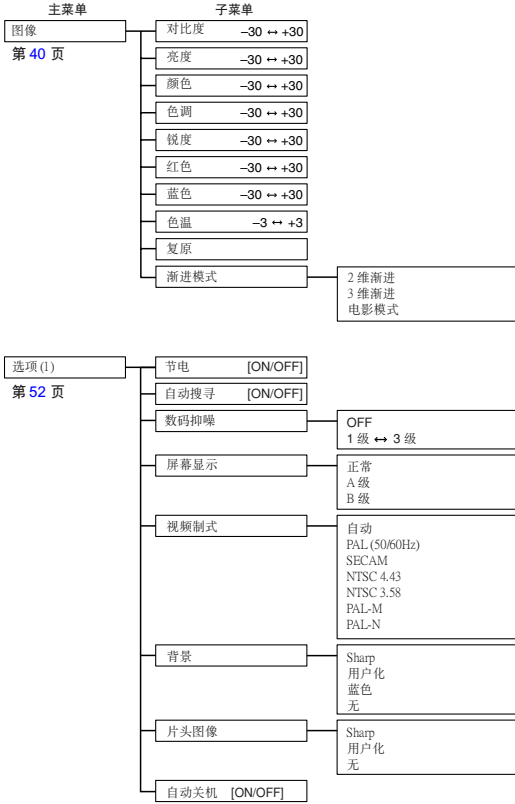 主菜单 子菜单
图像
第 40 页
对比度 –30 ↔ +30
亮度 –30 ↔ +30
颜色 –30 ↔ +30
色调 –30 ↔ +30
锐度 –30 ↔ +30
红色 –30 ↔ +30
蓝色 –30 ↔ +30
色温 –3 ↔ +3
复原
渐进模式
2 维渐进
3 维渐进
电影模式
选项 (1)
第 52 页
节电 [ON/OFF]
自动搜寻 [ON/OFF]
数码抑噪
OFF
1 级 ↔ 3 级
屏幕显示
正常
A 级
B 级
视频制式
自动
PAL (50/60Hz)
SECAM
NTSC 4.43
NTSC 3.58
PAL-M
PAL-N
背景
Sharp
用户化
蓝色
无
片头图像
Sharp
用户化
无
自动关机 [ON/OFF]